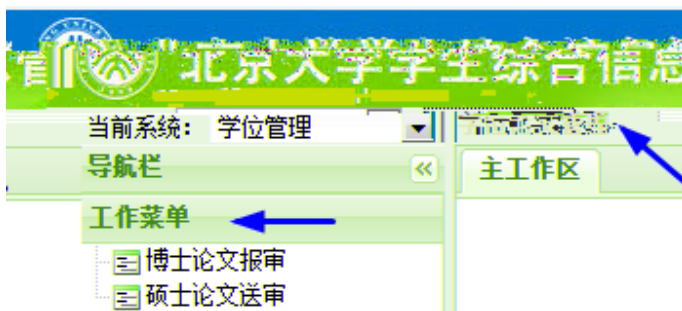 北京大学学生综合信息
当前系统： 学位管理
导航栏
主工作区
工作菜单
博士论文报审
硕士论文送审